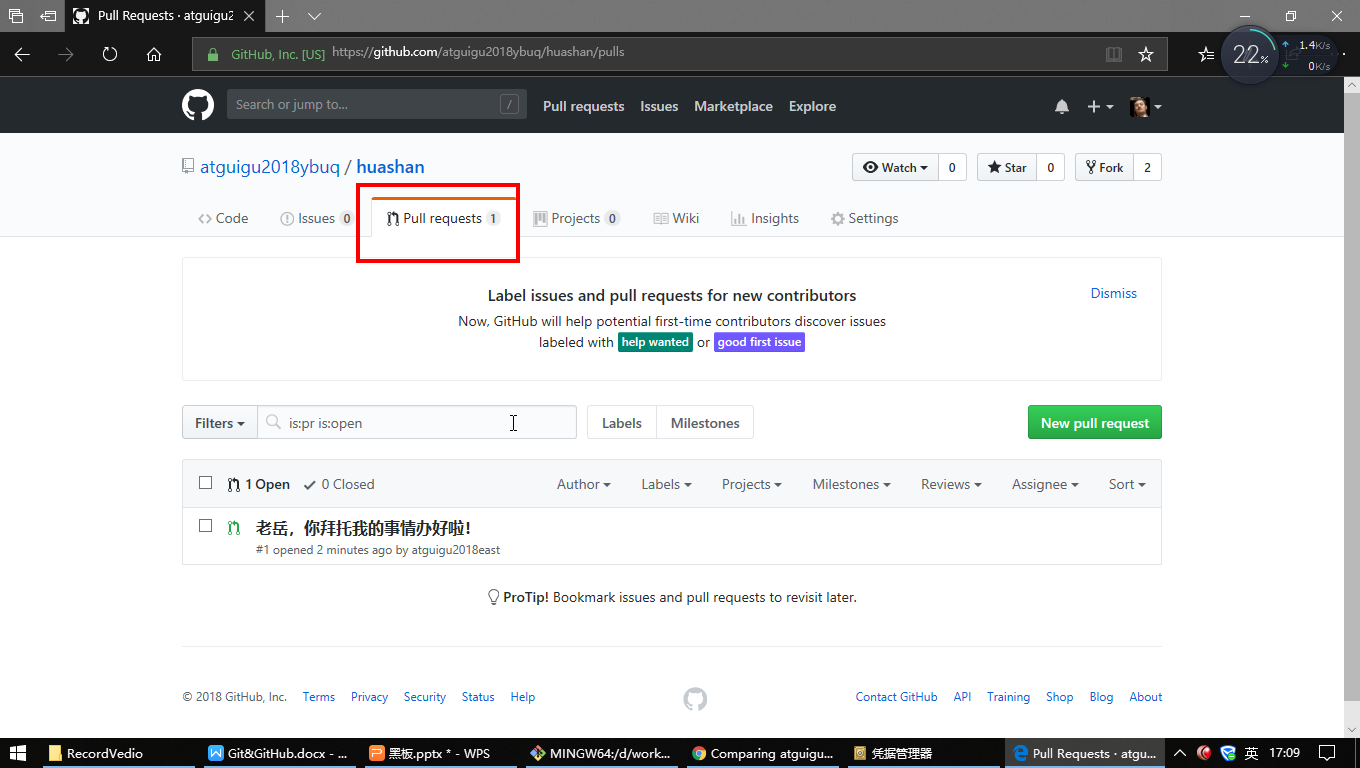 Pull Requests · atguigu2
GitHub, Inc. [US] https://github.com/atguigu2018ybuq/huashan/pulls
22%
1.4K/s
0K/s
Search or jump to... /
Pull requests Issues Marketplace Explore
atguigu2018ybuq / huashan
Watch 0 Star 0 Fork 2
Code Issues 0 Pull requests 1 Projects 0 Wiki Insights Settings
Label issues and pull requests for new contributors
Dismiss
Now, GitHub will help potential first-time contributors discover issues
labeled with help wanted or good first issue
Filters is:pr is:open Labels Milestones New pull request
1 Open 0 Closed Author Labels Projects Milestones Reviews Assignee Sort
老岳，你拜托我的事情办好啦！
#1 opened 2 minutes ago by atguigu2018east
ProTip! Bookmark issues and pull requests to revisit later.
© 2018 GitHub, Inc. Terms Privacy Security Status Help Contact GitHub API Training Shop Blog About
RecordVedio Git&GitHub.docx - ... 黑板.pptx * - WPS MINGW64:/d/work... Comparing atguigu... 凭据管理器 Pull Requests · atgu... 英 17:09